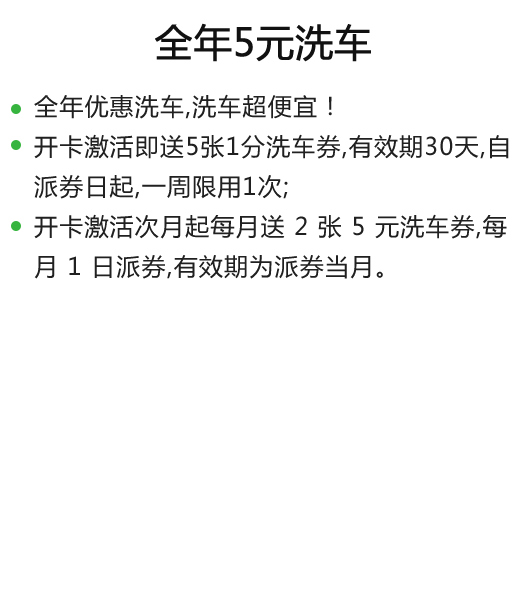 全年5元洗车
全年优惠洗车,洗车超便宜！
开卡激活即送5张1分洗车券,有效期30天,自
派券日起,一周限用1次;
开卡激活次月起每月送 2 张 5 元洗车券,每
月 1 日派券,有效期为派券当月。